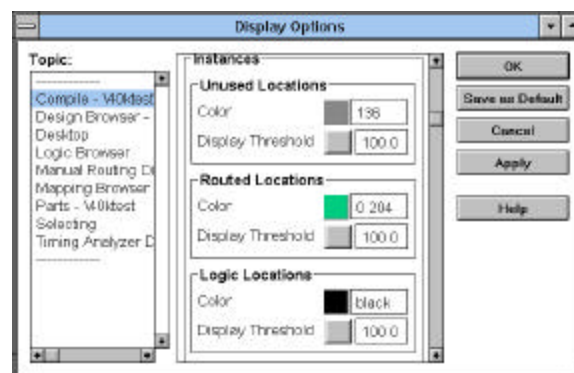 Display Options
Topic:
Compile - V40ktest
Design Browser -
Desktop
Logic Browser
Manual Routing Di
Mapping Browser
Parts - V40ktest
Selecting
Timing Analyzer D
Instances
Unused Locations
Color 136
Display Threshold 100.0
Routed Locations
Color 0 204
Display Threshold 100.0
Logic Locations
Color black
Display Threshold 100.0
OK
Save as Default
Cancel
Apply
Help